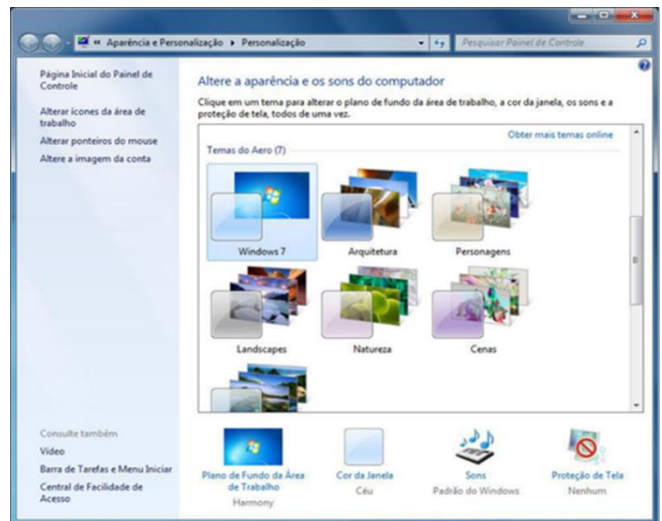 « Aparência e Personalização ▸ Personalização
Pesquisar Painel de Controle
Página Inicial do Painel de
Controle
Alterar ícones da área de
trabalho
Alterar ponteiros do mouse
Altere a imagem da conta
Altere a aparência e os sons do computador
Clique em um tema para alterar o plano de fundo da área de trabalho, a cor da janela, os sons e a
proteção de tela, todos de uma vez.
Obter mais temas online
Temas do Aero (7)
Windows 7
Arquitetura
Personagens
Landscapes
Natureza
Cenas
Consulte também
Vídeo
Barra de Tarefas e Menu Iniciar
Central de Facilidade de
Acesso
Plano de Fundo da Área
de Trabalho
Harmony
Cor da Janela
Céu
Sons
Padrão do Windows
Proteção de Tela
Nenhum